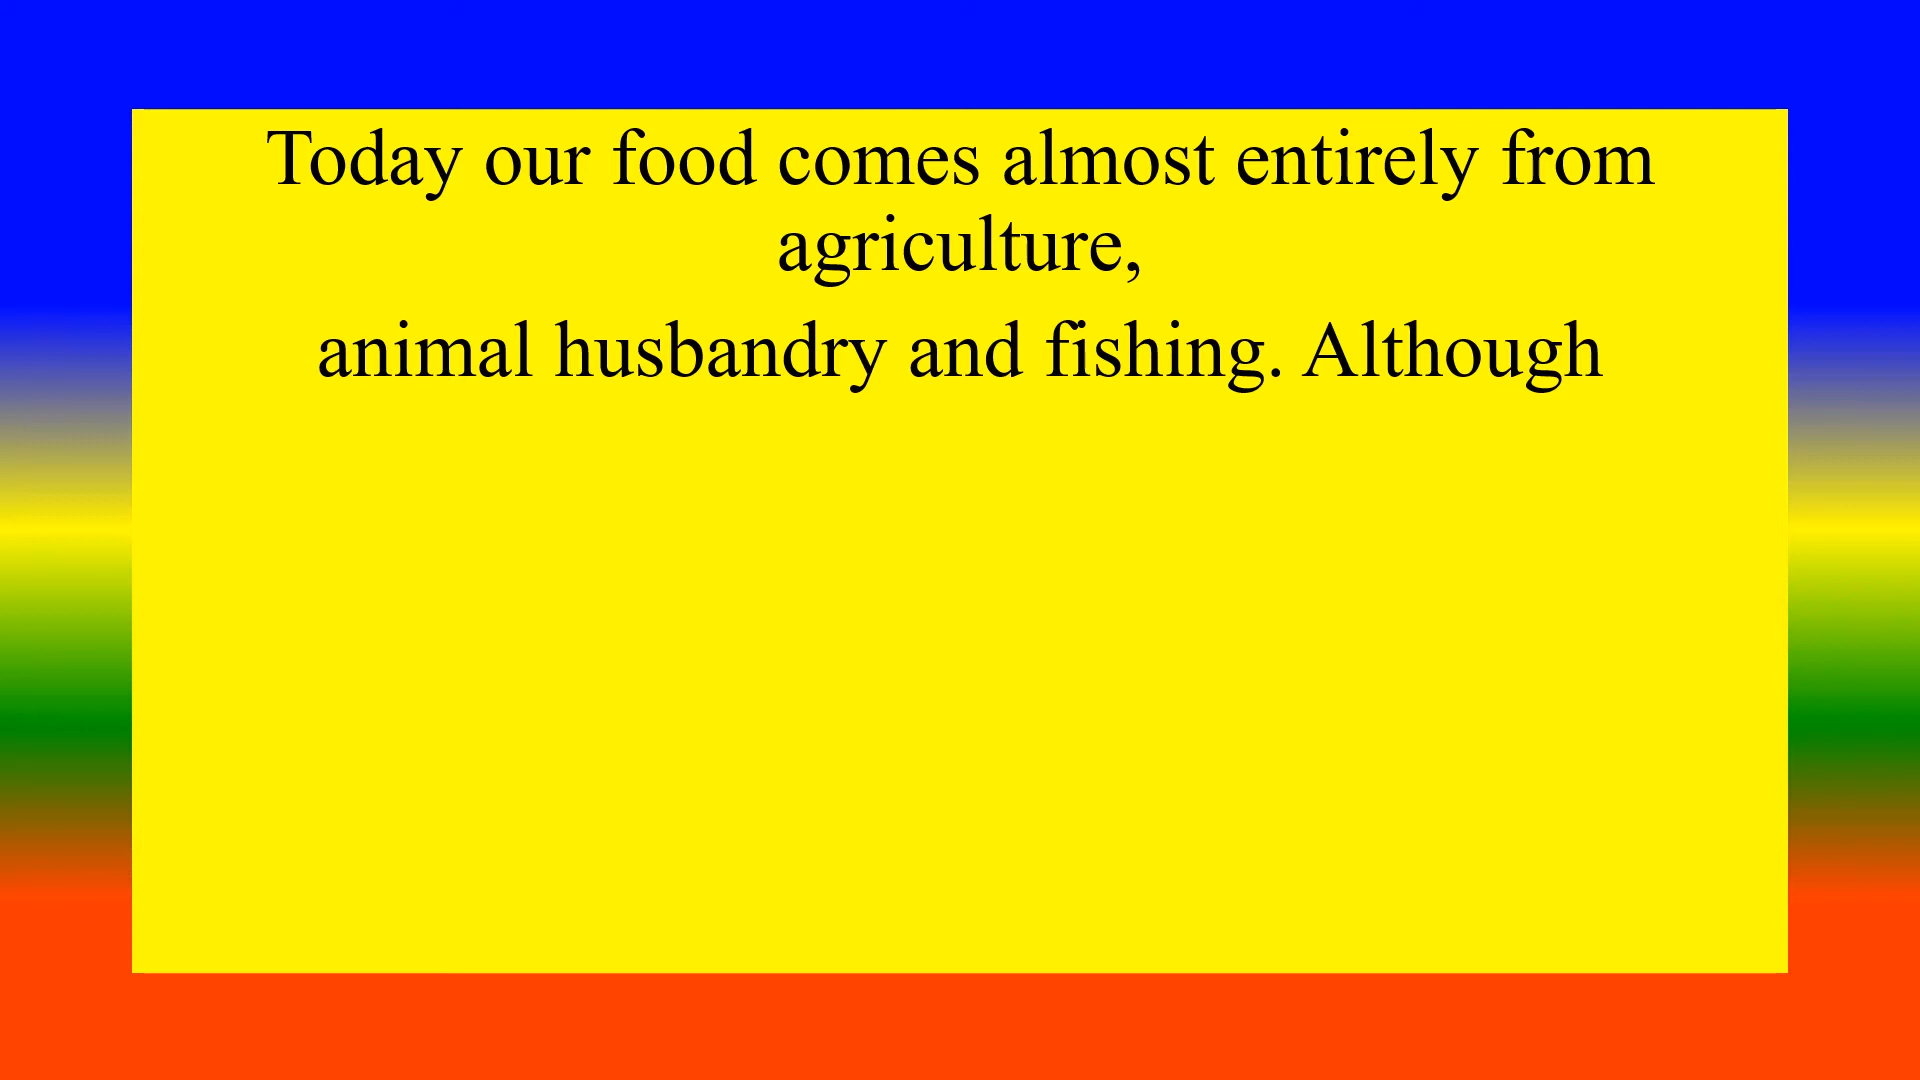 Today our food comes almost entirely from
agriculture,
animal husbandry and fishing. Although